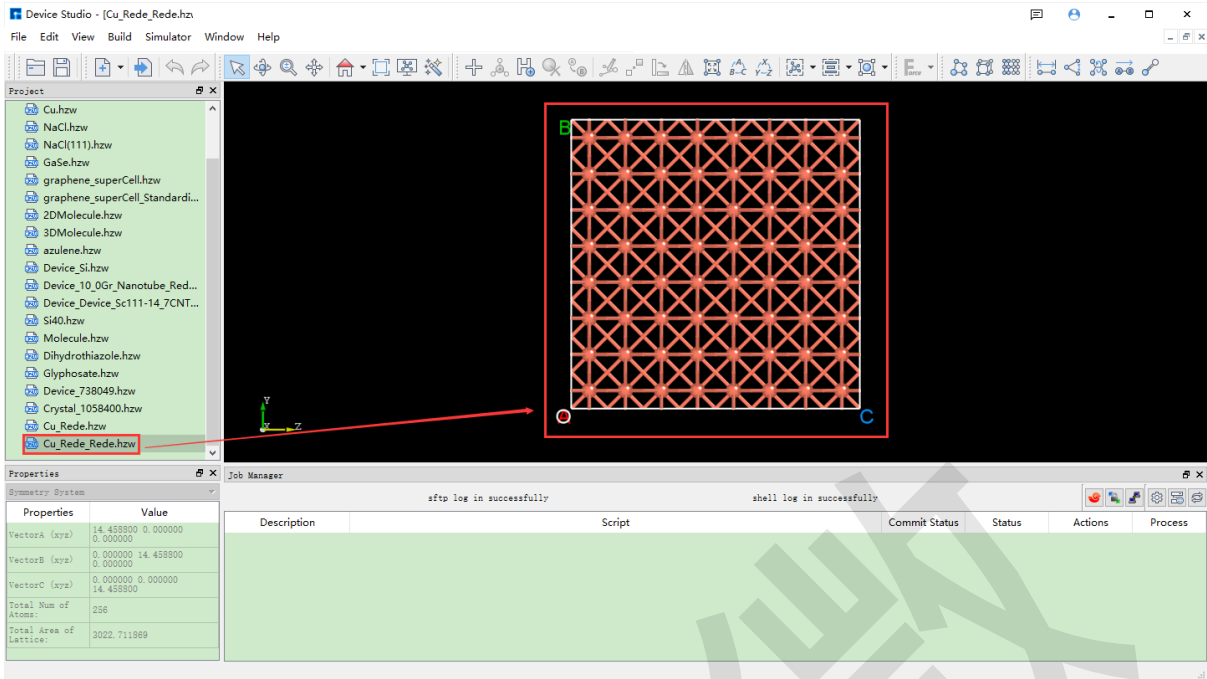 Device Studio - [Cu_Rede_Rede.hzw
File Edit View Build Simulator Window Help
Project
Cu.hzw
NaCl.hzw
NaCl(111).hzw
GaSe.hzw
graphene_superCell.hzw
graphene_superCell_Standardi...
2DMolecule.hzw
3DMolecule.hzw
azulene.hzw
Device_Si.hzw
Device_10_0Gr_Nanotube_Red...
Device_Device_Sc111-14_7CNT...
Si40.hzw
Molecule.hzw
Dihydrothiazole.hzw
Glyphosate.hzw
Device_738049.hzw
Crystal_1058400.hzw
Cu_Rede.hzw
Cu_Rede_Rede.hzw
B
C
Y
X Z
Properties
Symmetry System
Properties Value
VectorA (xyz) 14.458800 0.000000
0.000000
VectorB (xyz) 0.000000 14.458800
0.000000
VectorC (xyz) 0.000000 0.000000
14.458800
Total Num of
Atoms: 256
Total Area of
Lattice: 3022.711869
Job Manager
sftp log in successfully shell log in successfully
Description Script Commit Status Status Actions Process